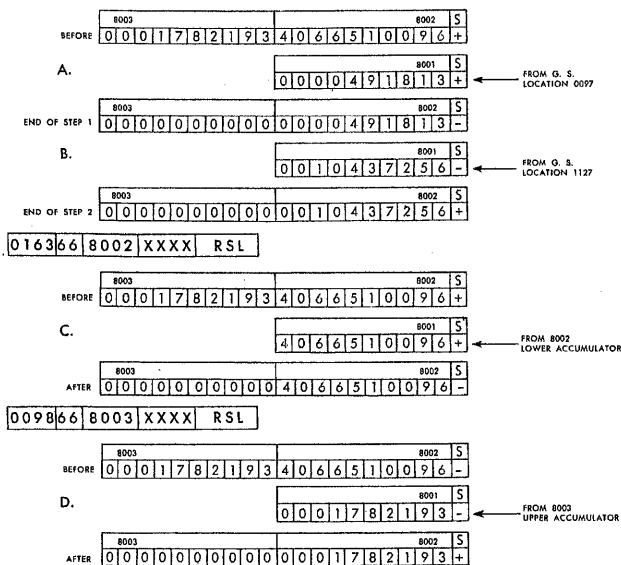 8003 8002 S
BEFORE 0 0 0 1 7 8 2 1 9 3 4 0 6 6 5 1 0 0 9 6 +
8001 S
A. 0 0 0 0 4 9 1 8 1 3 + FROM G. S.
LOCATION 0097
8003 8002 S
END OF STEP 1 0 0 0 0 0 0 0 0 0 0 0 0 0 0 4 9 1 8 1 3 -
8001 S
B. 0 0 1 0 4 3 7 2 5 6 - FROM G. S.
LOCATION 1127
8003 8002 S
END OF STEP 2 0 0 0 0 0 0 0 0 0 0 0 0 1 0 4 3 7 2 5 6 +
0163 66 8002 XXXX RSL
8003 8002 S
BEFORE 0 0 0 1 7 8 2 1 9 3 4 0 6 6 5 1 0 0 9 6 +
8001 S
C. 4 0 6 6 5 1 0 0 9 6 + FROM 8002
LOWER ACCUMULATOR
8003 8002 S
AFTER 0 0 0 0 0 0 0 0 0 0 4 0 6 6 5 1 0 0 9 6 -
0098 66 8003 XXXX RSL
8003 8002 S
BEFORE 0 0 0 1 7 8 2 1 9 3 4 0 6 6 5 1 0 0 9 6 -
8001 S
D. 0 0 0 1 7 8 2 1 9 3 - FROM 8003
UPPER ACCUMULATOR
8003 8002 S
AFTER 0 0 0 0 0 0 0 0 0 0 0 0 0 1 7 8 2 1 9 3 +